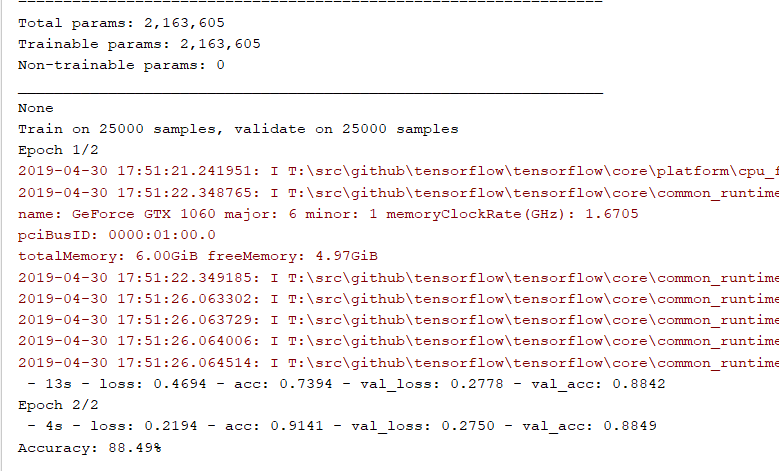 Total params: 2,163,605
Trainable params: 2,163,605
Non-trainable params: 0
None
Train on 25000 samples, validate on 25000 samples
Epoch 1/2
2019-04-30 17:51:21.241951: I T:\src\github\tensorflow\tensorflow\core\platform\cpu_f
2019-04-30 17:51:22.348765: I T:\src\github\tensorflow\tensorflow\core\common_runtime
name: GeForce GTX 1060 major: 6 minor: 1 memoryClockRate(GHz): 1.6705
pciBusID: 0000:01:00.0
totalMemory: 6.00GiB freeMemory: 4.97GiB
2019-04-30 17:51:22.349185: I T:\src\github\tensorflow\tensorflow\core\common_runtime
2019-04-30 17:51:26.063302: I T:\src\github\tensorflow\tensorflow\core\common_runtime
2019-04-30 17:51:26.063729: I T:\src\github\tensorflow\tensorflow\core\common_runtime
2019-04-30 17:51:26.064006: I T:\src\github\tensorflow\tensorflow\core\common_runtime
2019-04-30 17:51:26.064514: I T:\src\github\tensorflow\tensorflow\core\common_runtime
 - 13s - loss: 0.4694 - acc: 0.7394 - val_loss: 0.2778 - val_acc: 0.8842
Epoch 2/2
 - 4s - loss: 0.2194 - acc: 0.9141 - val_loss: 0.2750 - val_acc: 0.8849
Accuracy: 88.49%